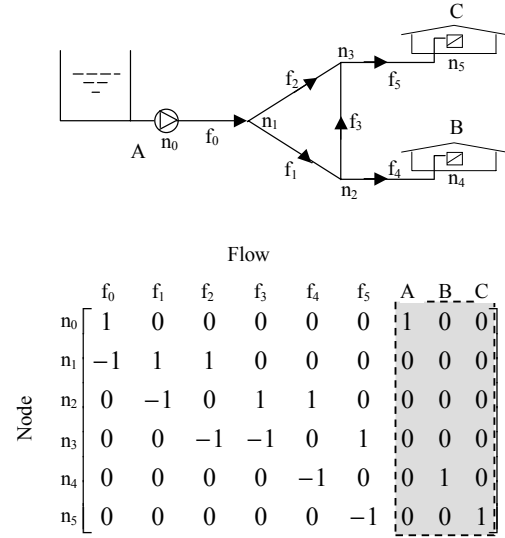 C
n₃
n₅
f₂
f₅
f₃
B
A
n₀
f₀
n₁
f₁
n₂
f₄
n₄
Flow
f₀ f₁ f₂ f₃ f₄ f₅ A B C
Node
n₀ 1 0 0 0 0 0 1 0 0
n₁ −1 1 1 0 0 0 0 0 0
n₂ 0 −1 0 1 1 0 0 0 0
n₃ 0 0 −1 −1 0 1 0 0 0
n₄ 0 0 0 0 −1 0 0 1 0
n₅ 0 0 0 0 0 −1 0 0 1